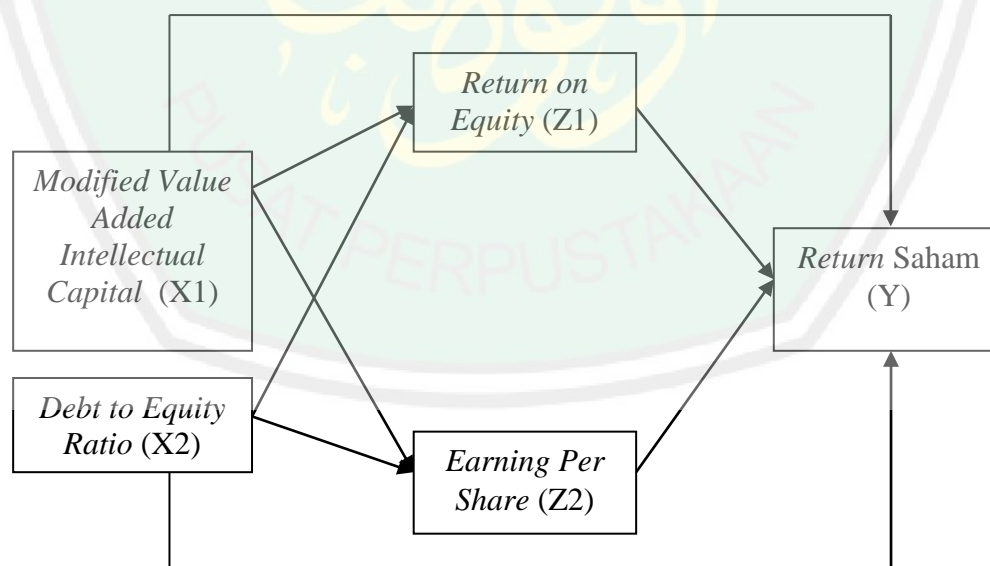 Return on
Equity (Z1)
Modified Value
Added
Intellectual
Capital (X1)
Return Saham
(Y)
Debt to Equity
Ratio (X2)
Earning Per
Share (Z2)
PUSAT PERPUSTAKAAN